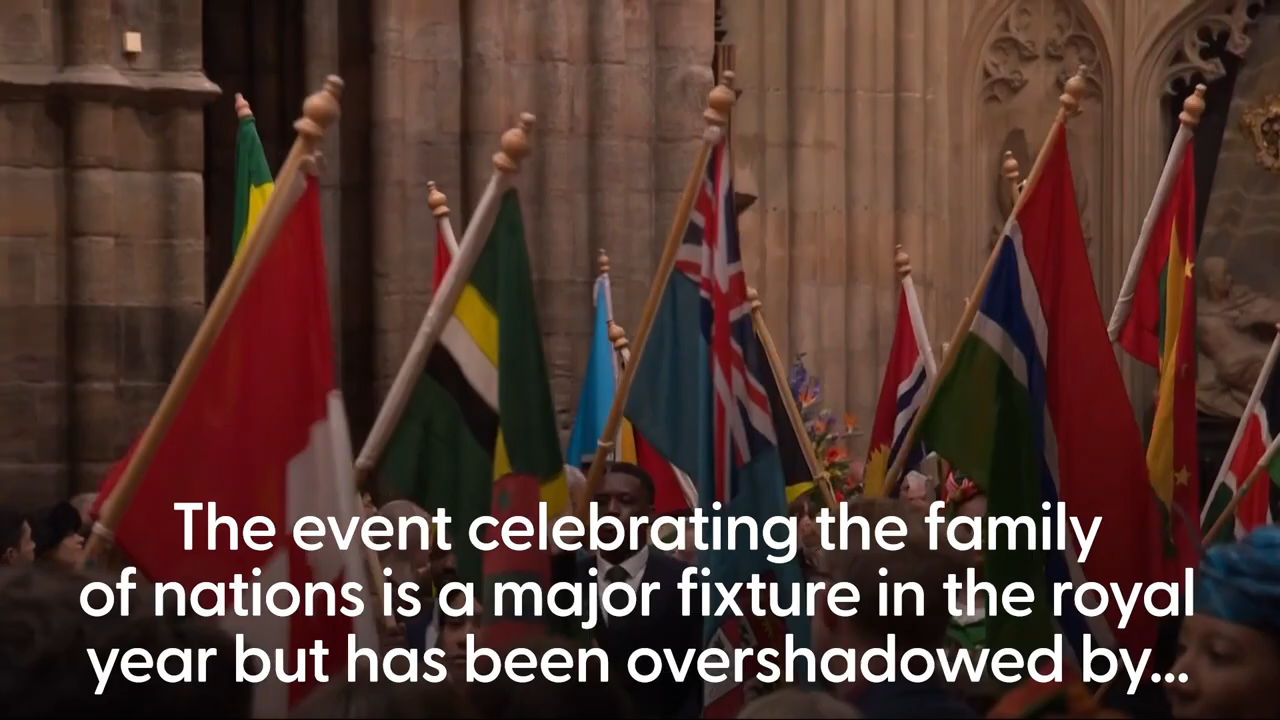 The event celebrating the family
of nations is a major fixture in the royal
year but has been overshadowed by...